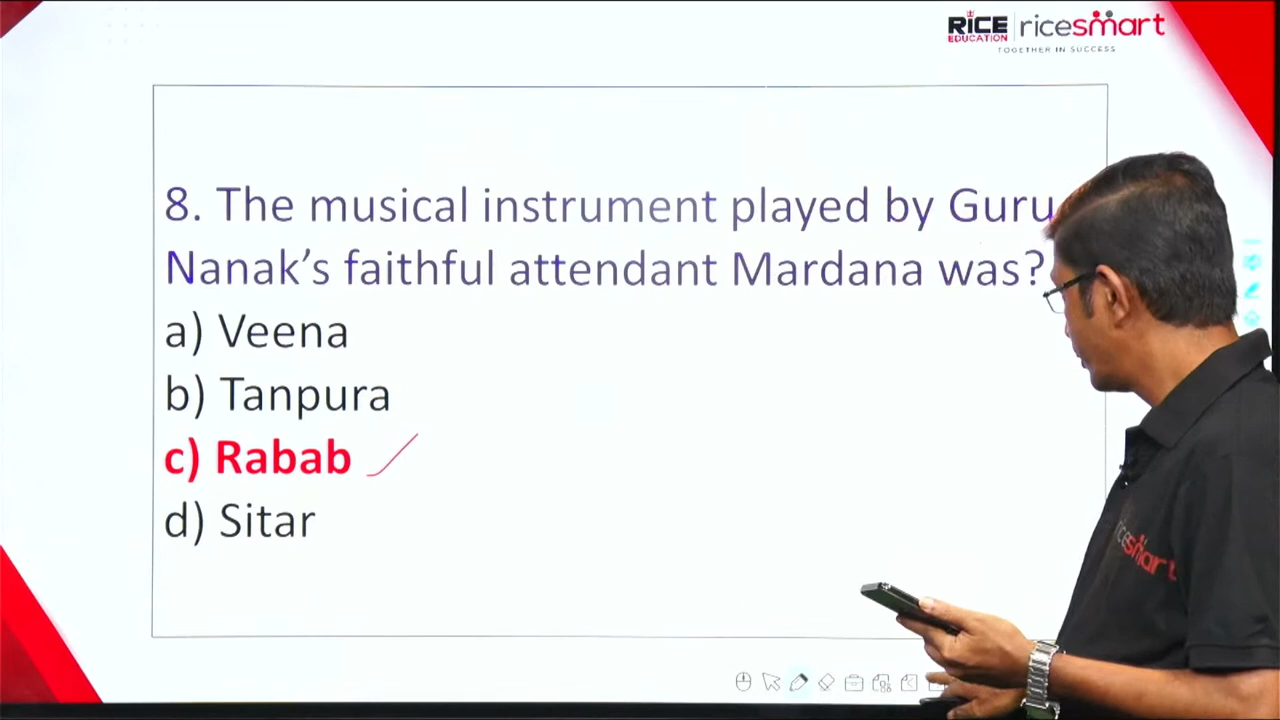 RICE EDUCATION
ricesmart
TOGETHER IN SUCCESS
8. The musical instrument played by Guru
Nanak’s faithful attendant Mardana was?
a) Veena
b) Tanpura
c) Rabab
d) Sitar
ricesmart